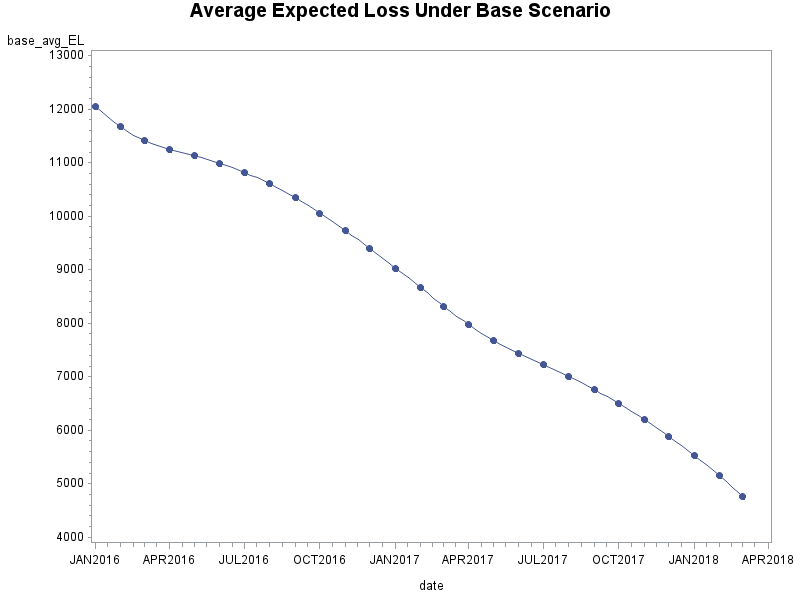 Average Expected Loss Under Base Scenario
base_avg_EL
13000
12000
11000
10000
9000
8000
7000
6000
5000
4000
JAN2016 APR2016 JUL2016 OCT2016 JAN2017 APR2017 JUL2017 OCT2017 JAN2018 APR2018
date